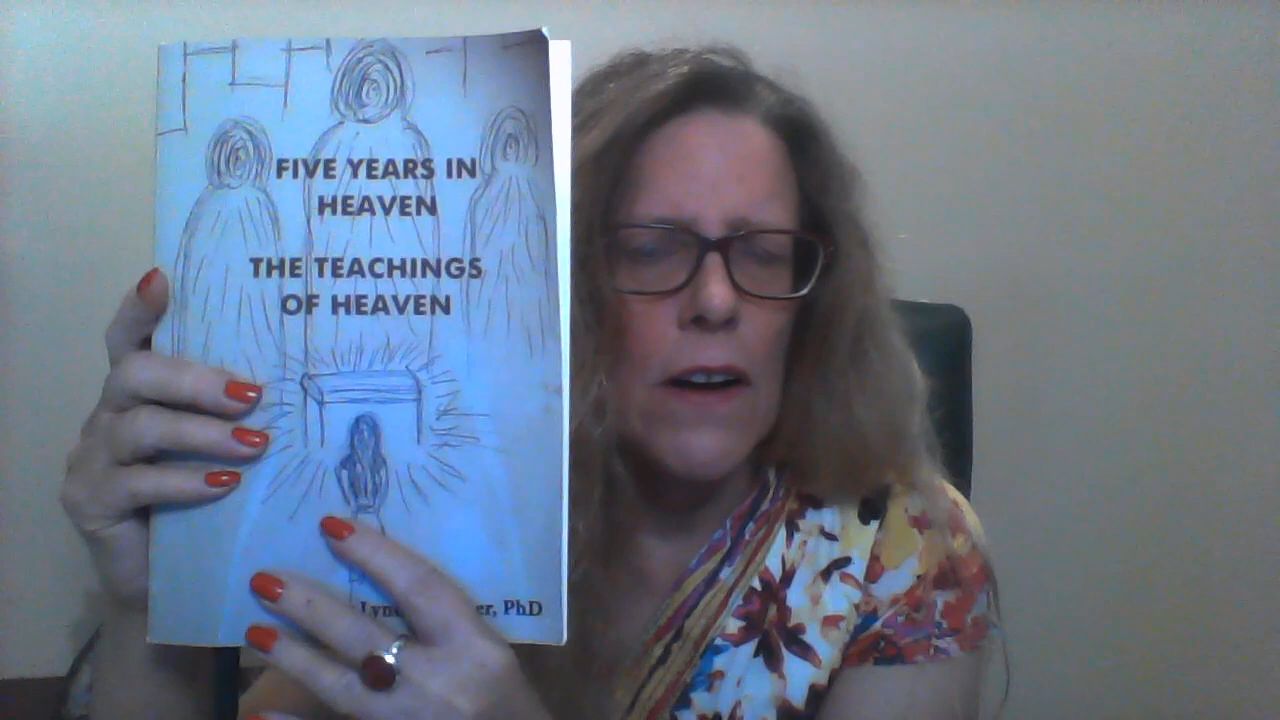 FIVE YEARS IN
HEAVEN
THE TEACHINGS
OF HEAVEN
PhD